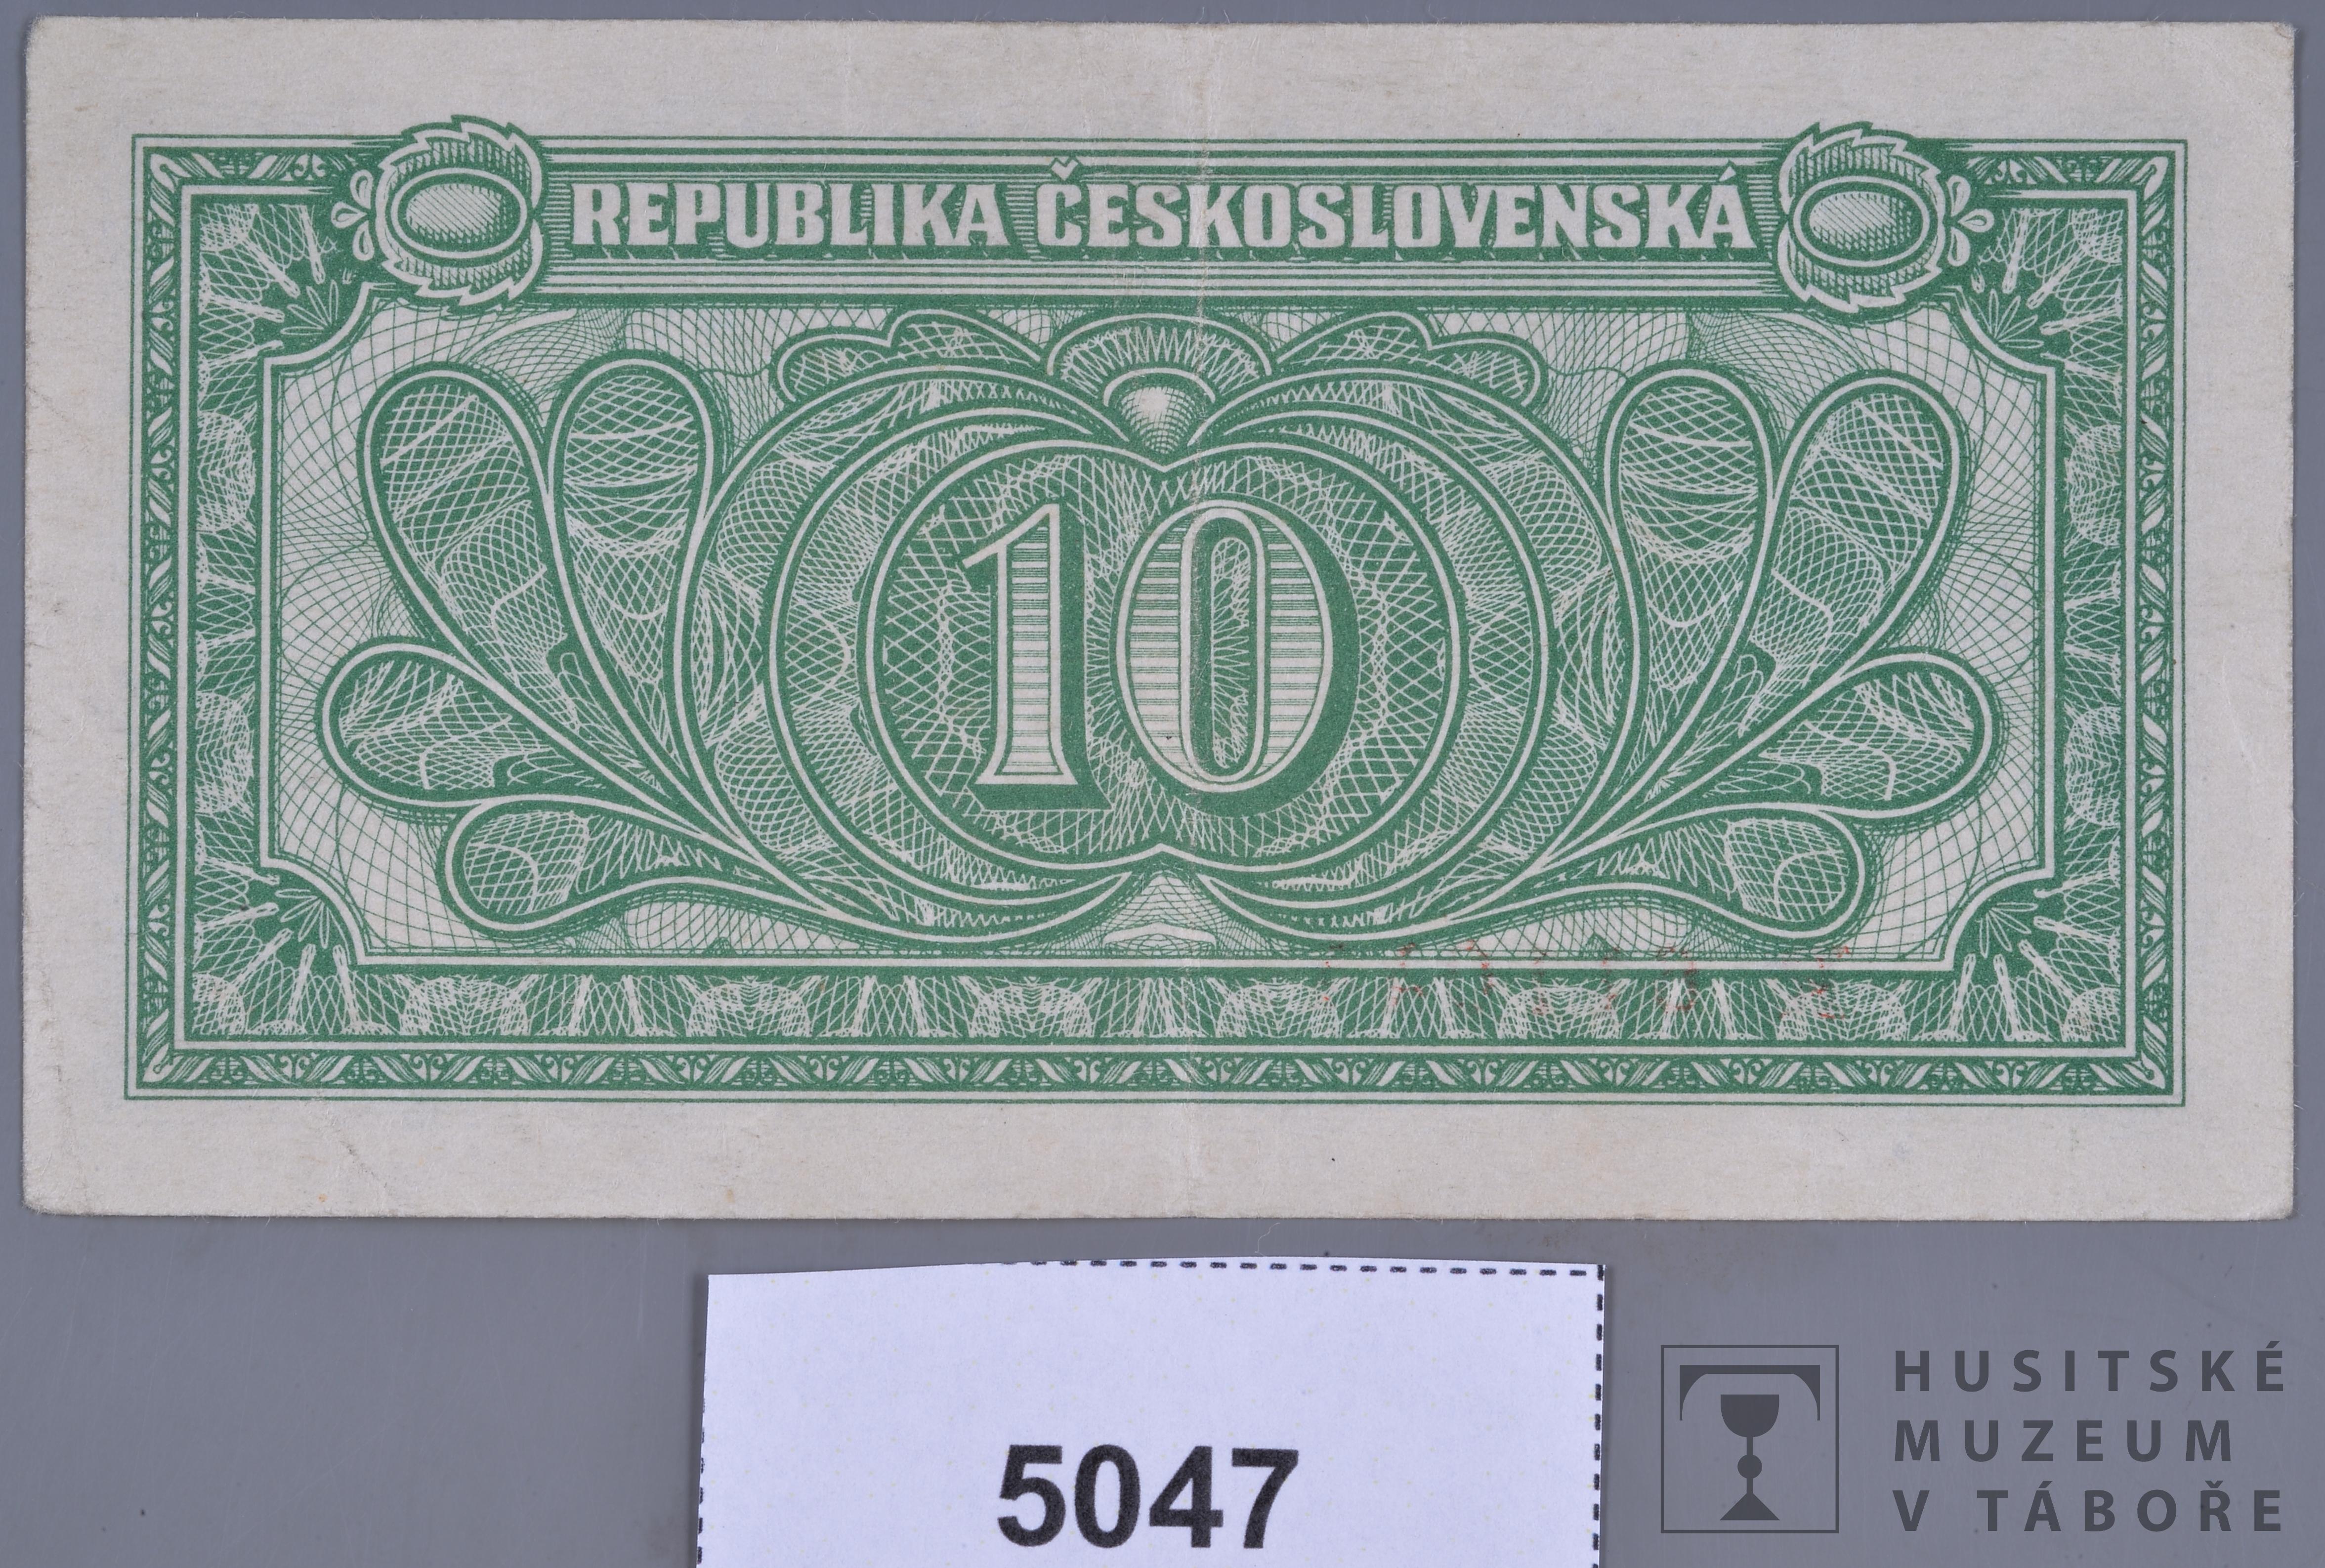 REPUBLIKA ČESKOSLOVENSKÁ
10
5047
HUSITSKÉ
MUZEUM
V TÁBOŘE